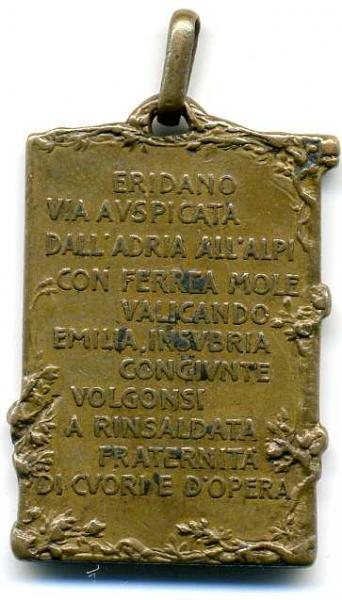 ERIDANO
VIA AVSPICATA
DALL'ADRIA ALL'ALPI
CON FERREA MOLE
VALICANDO
EMILIA, INSVBRIA
CONGIVNTE
VOLGONSI
A RINSALDATA
FRATERNITÀ
DI CVORI E D'OPERA